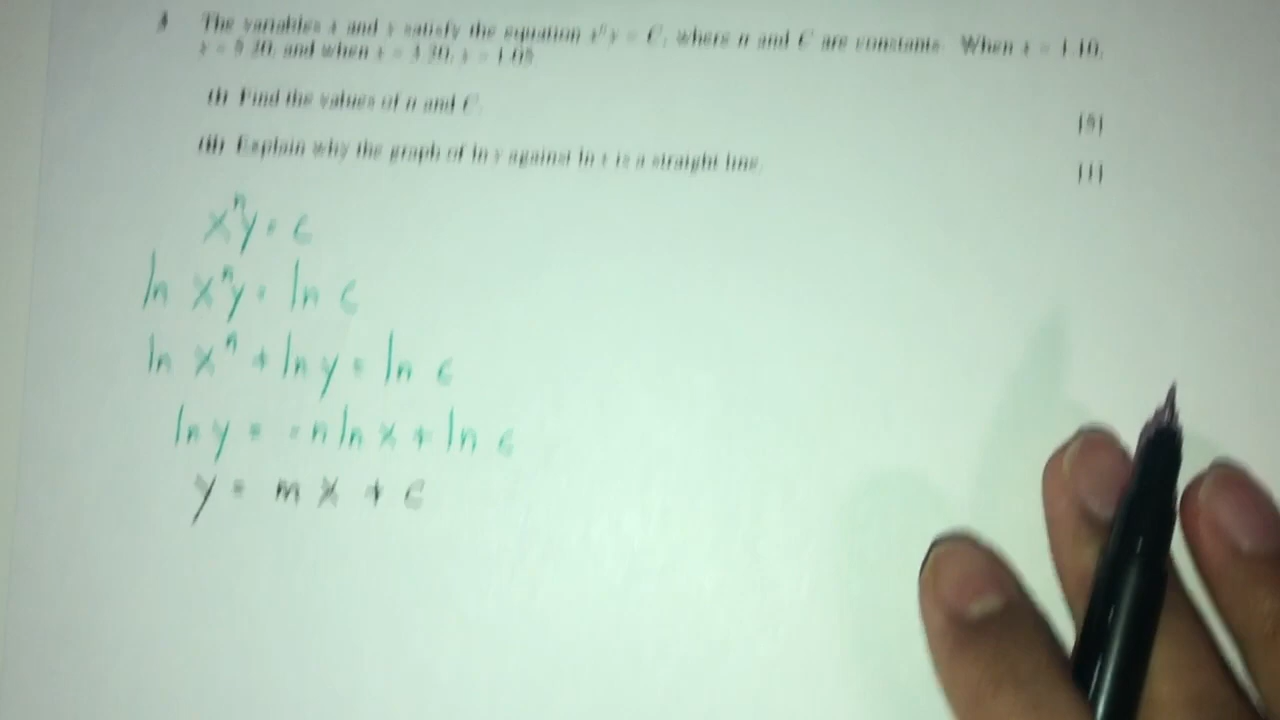 3 The variables x and y satisfy the equation xⁿy = C, where n and C are constants. When x = 1.10,
y = 5.20, and when x = 3.20, y = 1.05.
(i) Find the values of n and C. [5]
(ii) Explain why the graph of ln y against ln x is a straight line. [1]
xⁿy = c
ln xⁿy = ln c
ln xⁿ + ln y = ln c
ln y = -n ln x + ln c
y = m x + c